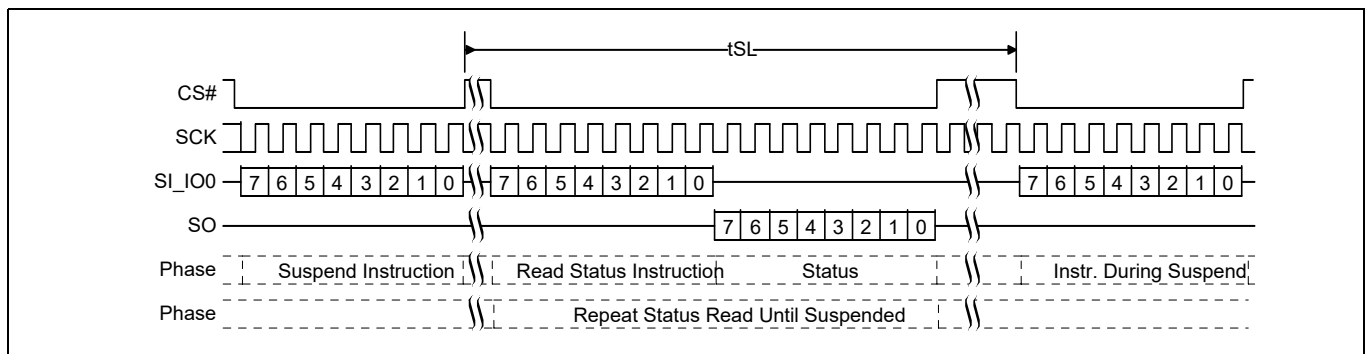 tSL
CS#
SCK
SI_IO0 7 6 5 4 3 2 1 0 7 6 5 4 3 2 1 0 7 6 5 4 3 2 1 0
SO 7 6 5 4 3 2 1 0
Phase Suspend Instruction Read Status Instruction Status Instr. During Suspend
Phase Repeat Status Read Until Suspended